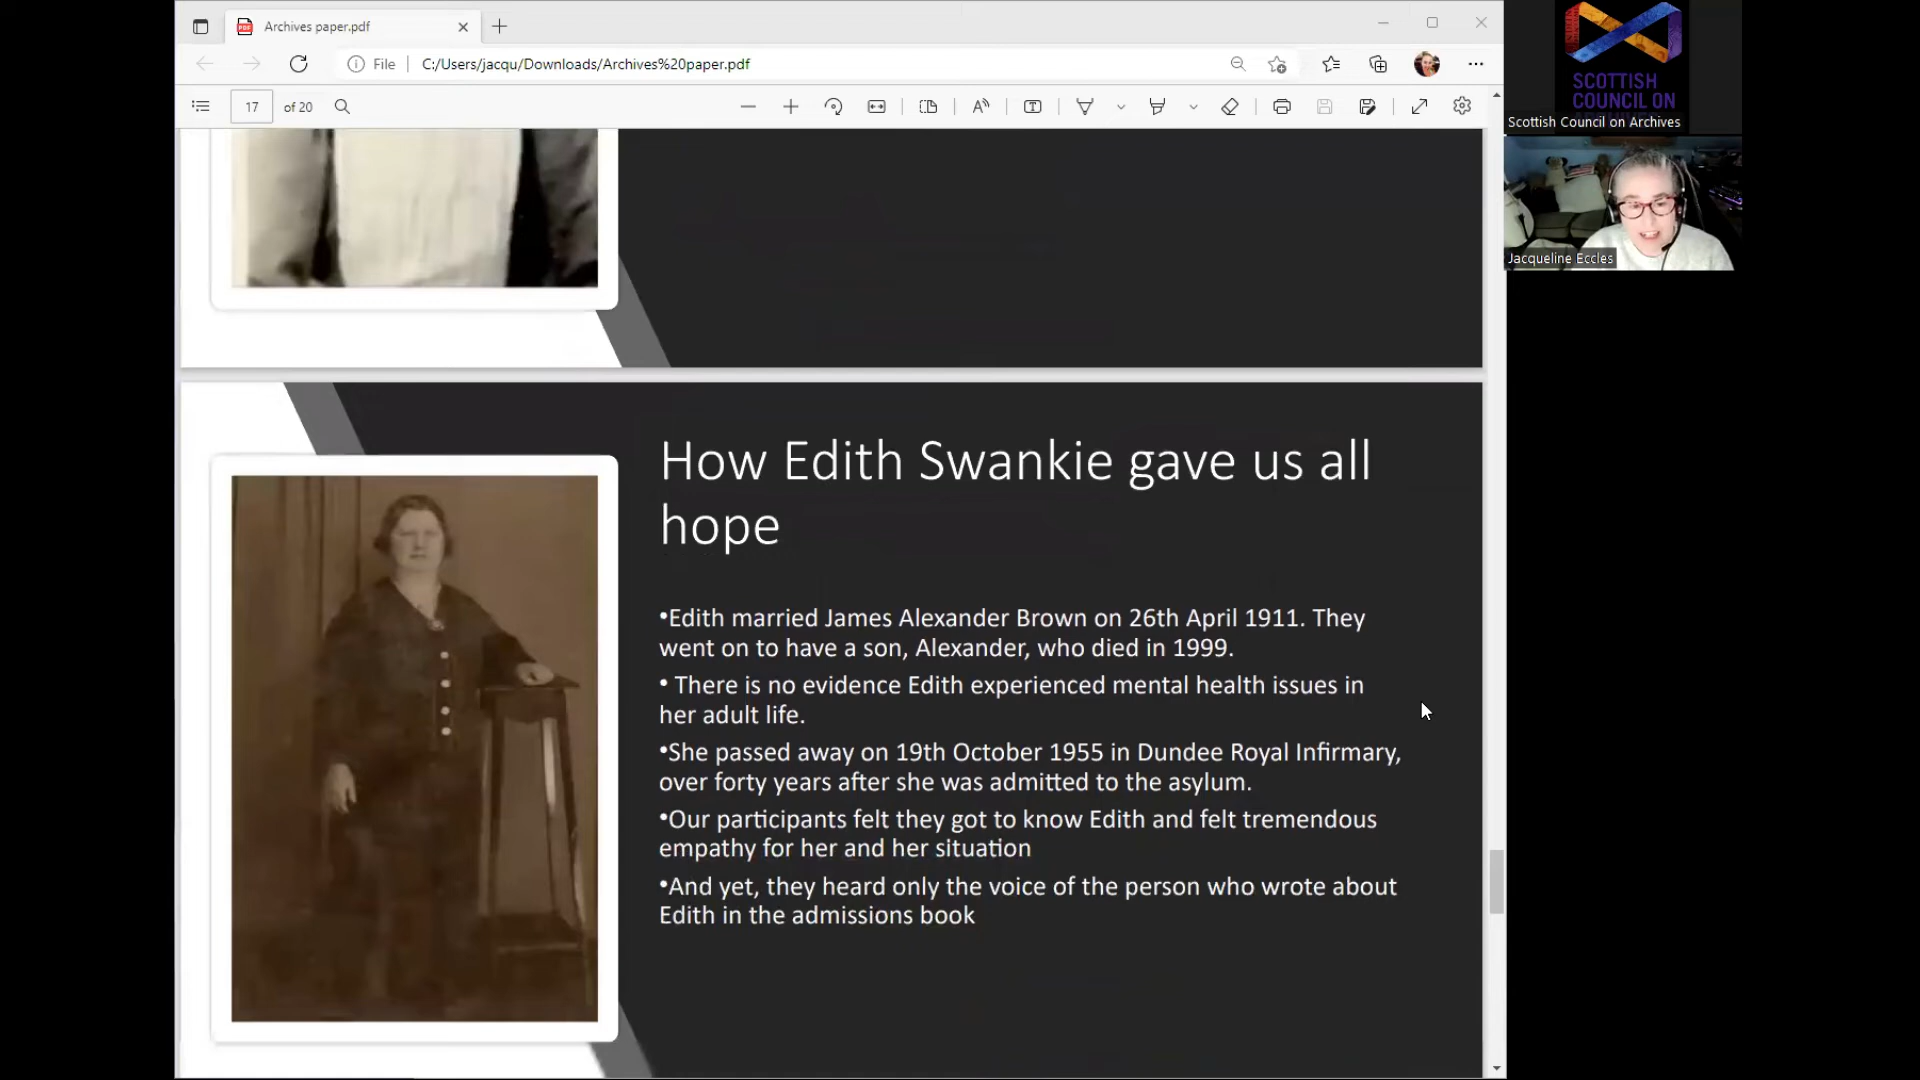 Archives paper.pdf
File
C:/Users/jacqu/Downloads/Archives%20paper.pdf
17
of 20
SCOTTISH
COUNCIL ON
Scottish Council on Archives
Jacqueline Eccles
How Edith Swankie gave us all
hope
•Edith married James Alexander Brown on 26th April 1911. They
went on to have a son, Alexander, who died in 1999.
• There is no evidence Edith experienced mental health issues in
her adult life.
•She passed away on 19th October 1955 in Dundee Royal Infirmary,
over forty years after she was admitted to the asylum.
•Our participants felt they got to know Edith and felt tremendous
empathy for her and her situation
•And yet, they heard only the voice of the person who wrote about
Edith in the admissions book